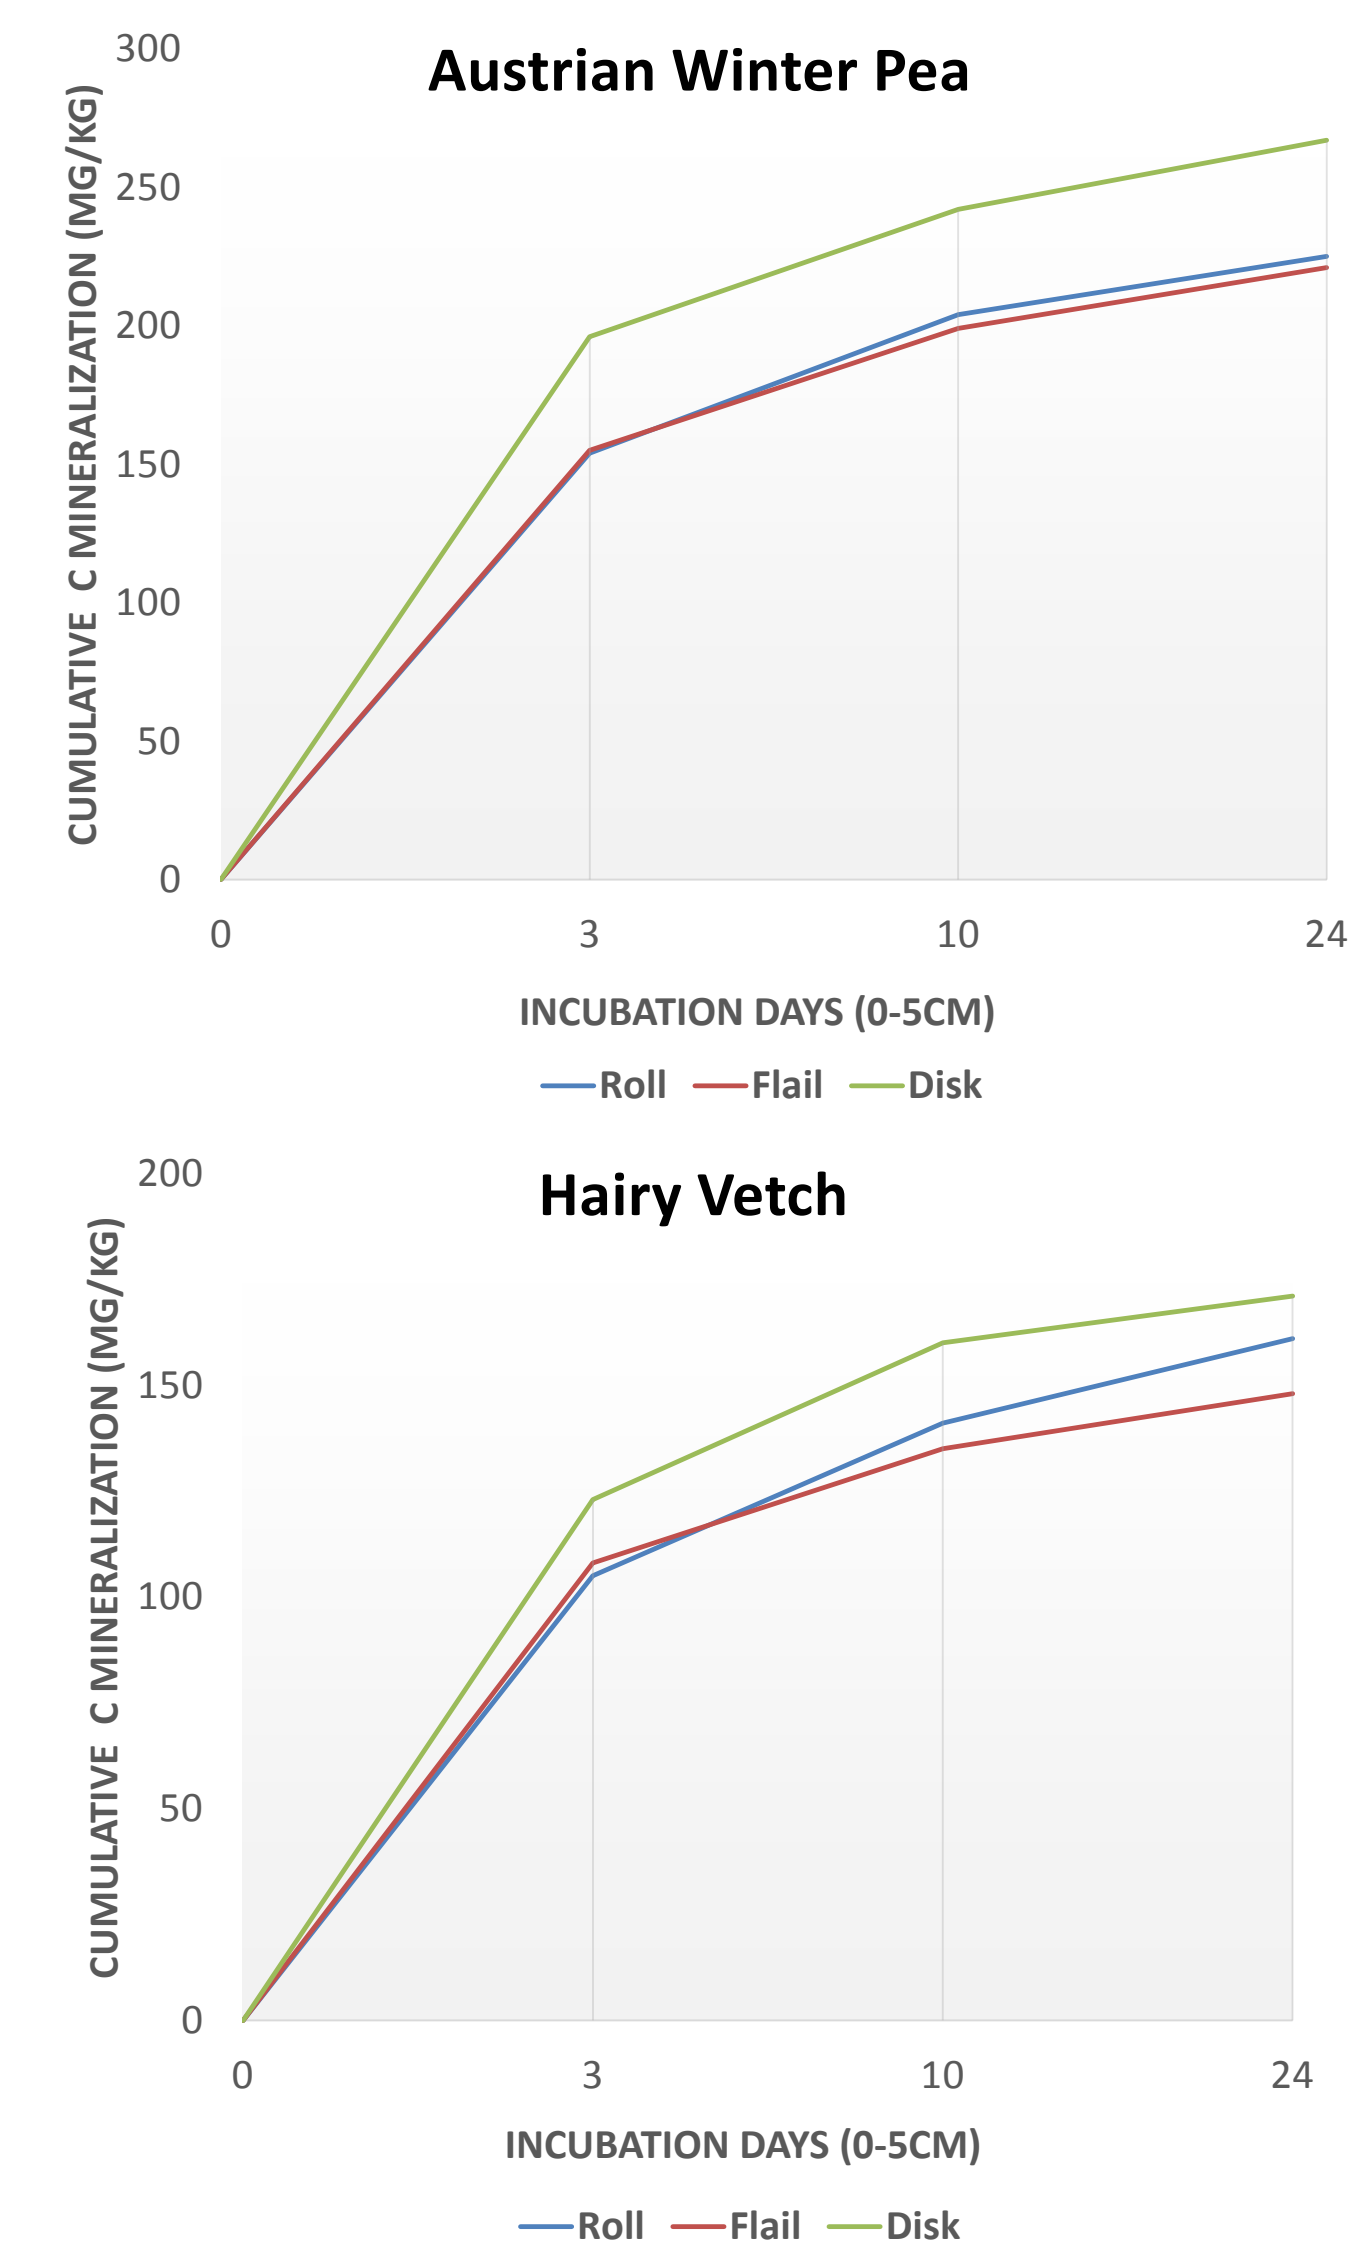 Austrian Winter Pea
CUMULATIVE C MINERALIZATION (MG/KG)
300
250
200
150
100
50
0
0 3 10 24
INCUBATION DAYS (0-5CM)
Roll Flail Disk
Hairy Vetch
CUMULATIVE C MINERALIZATION (MG/KG)
200
150
100
50
0
0 3 10 24
INCUBATION DAYS (0-5CM)
Roll Flail Disk